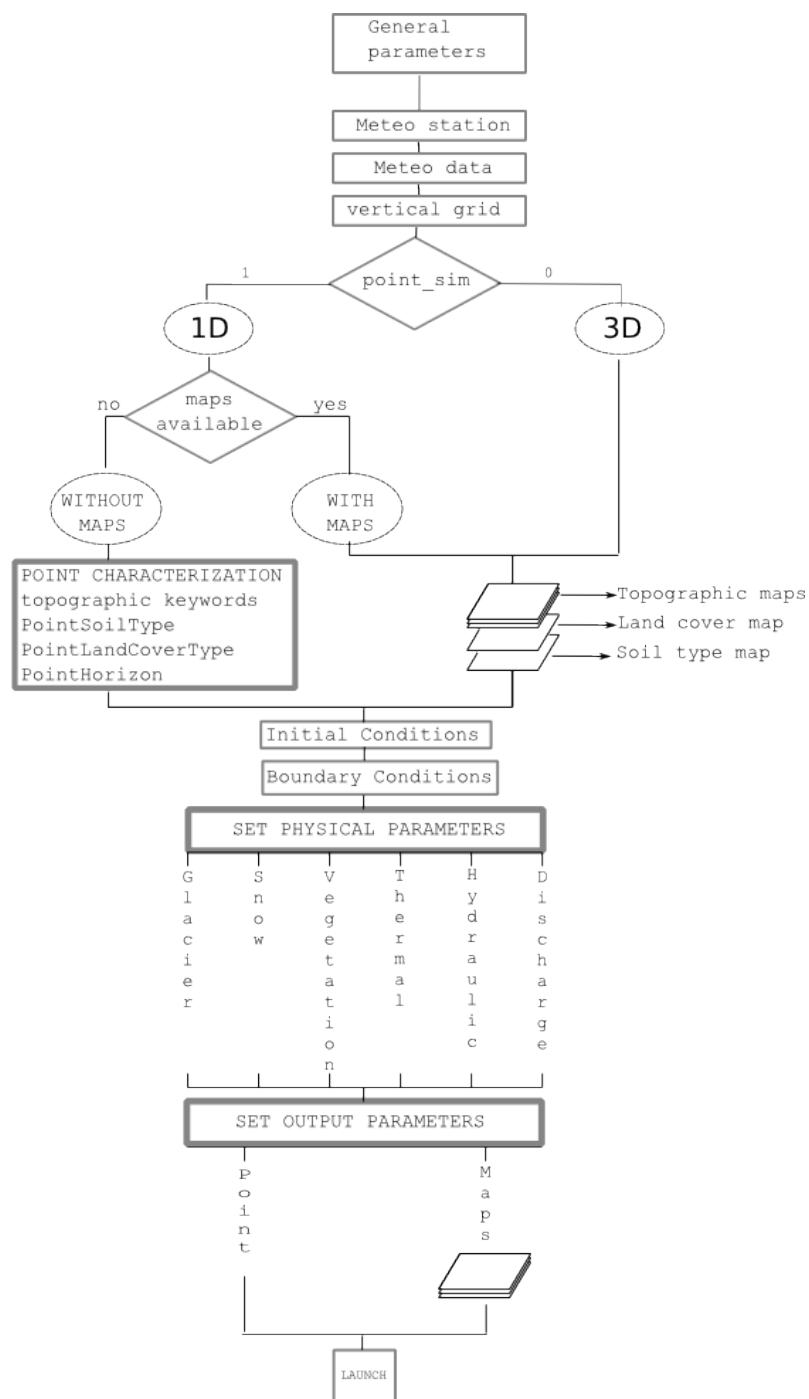 General
parameters
Meteo station
Meteo data
vertical grid
point_sim
1
0
1D
3D
maps
available
no
yes
WITHOUT
MAPS
WITH
MAPS
POINT CHARACTERIZATION
topographic keywords
PointSoilType
PointLandCoverType
PointHorizon
Topographic maps
Land cover map
Soil type map
Initial Conditions
Boundary Conditions
SET PHYSICAL PARAMETERS
Glacier
Snow
Vegetation
Thermal
Hydraulic
Discharge
SET OUTPUT PARAMETERS
Point
Maps
LAUNCH